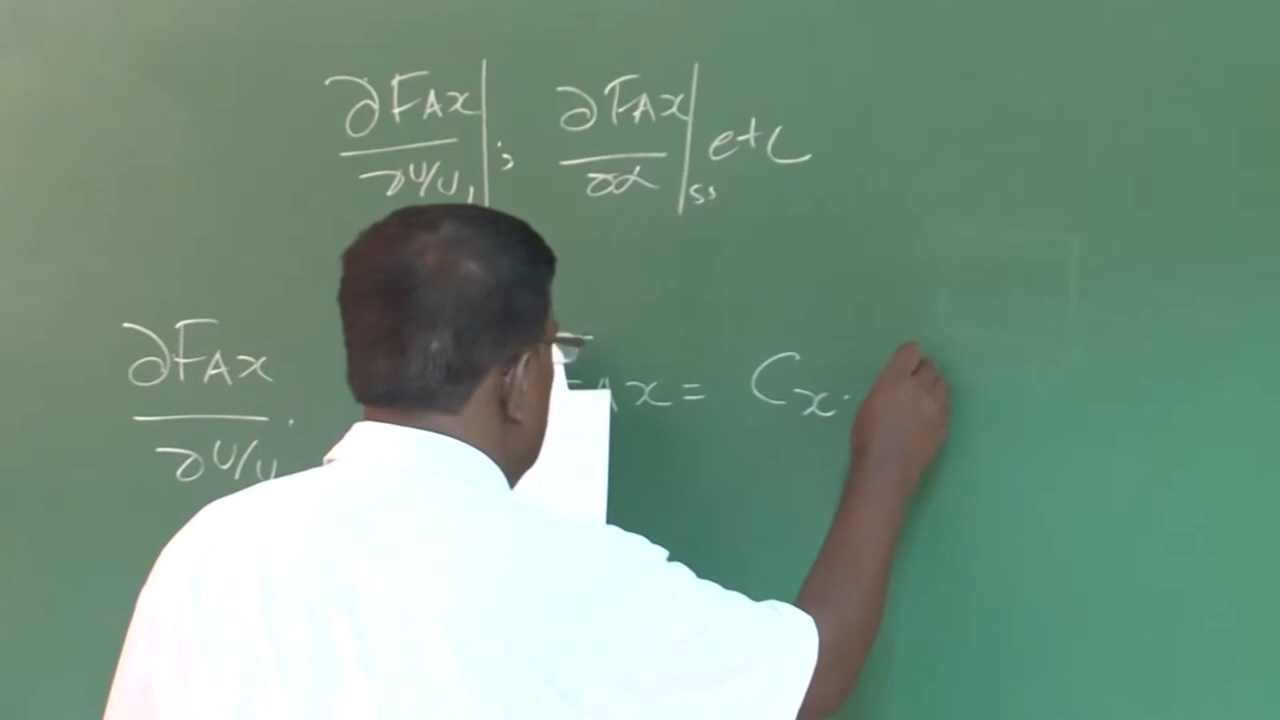 ∂FAx/∂U/U1| ; ∂FAx/∂α|ss etc
∂FAx/∂U/U Ax = Cx.